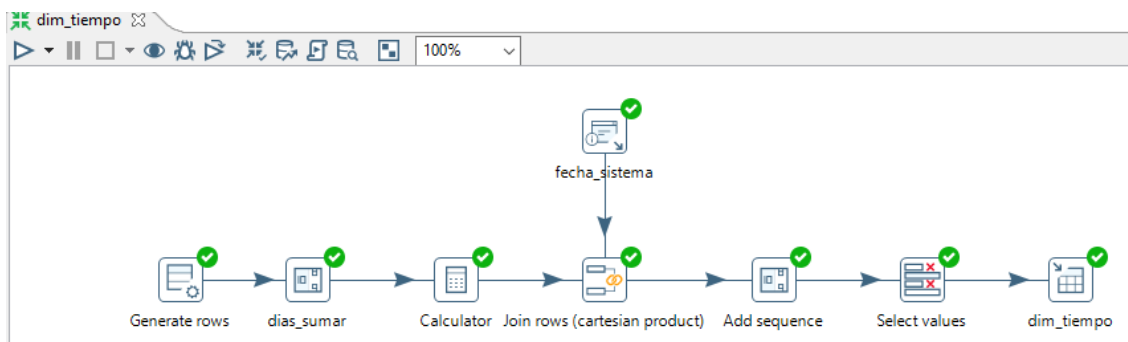 dim_tiempo
100%
fecha_sistema
Generate rows
dias_sumar
Calculator
Join rows (cartesian product)
Add sequence
Select values
dim_tiempo